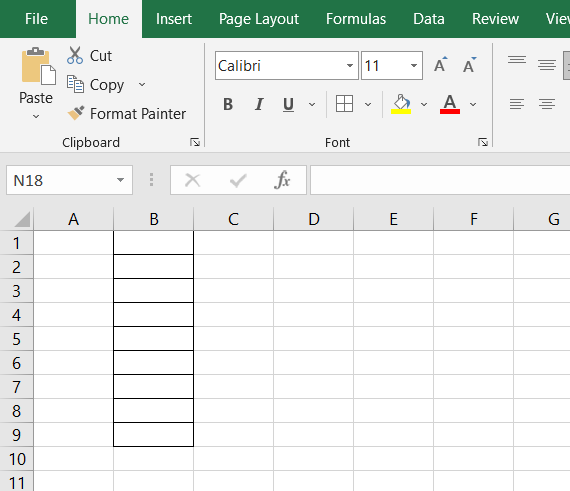 File Home Insert Page Layout Formulas Data Review
Cut
Copy
Format Painter
Paste
Clipboard
Calibri 11 A A
B I U A
Font
N18 fx
A B C D E F G
1
2
3
4
5
6
7
8
9
10
11